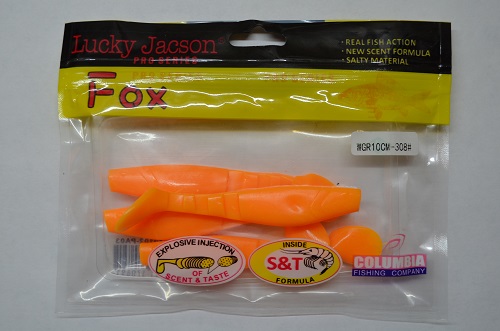 Lucky Jacson
PRO SERIES
· REAL FISH ACTION
· NEW SCENT FORMULA
· SALTY MATERIAL
Fox
WGR10CM-308#
EXPLOSIVE INJECTION
OF
SCENT & TASTE
INSIDE
S&T
FORMULA
COLUMBIA
FISHING COMPANY